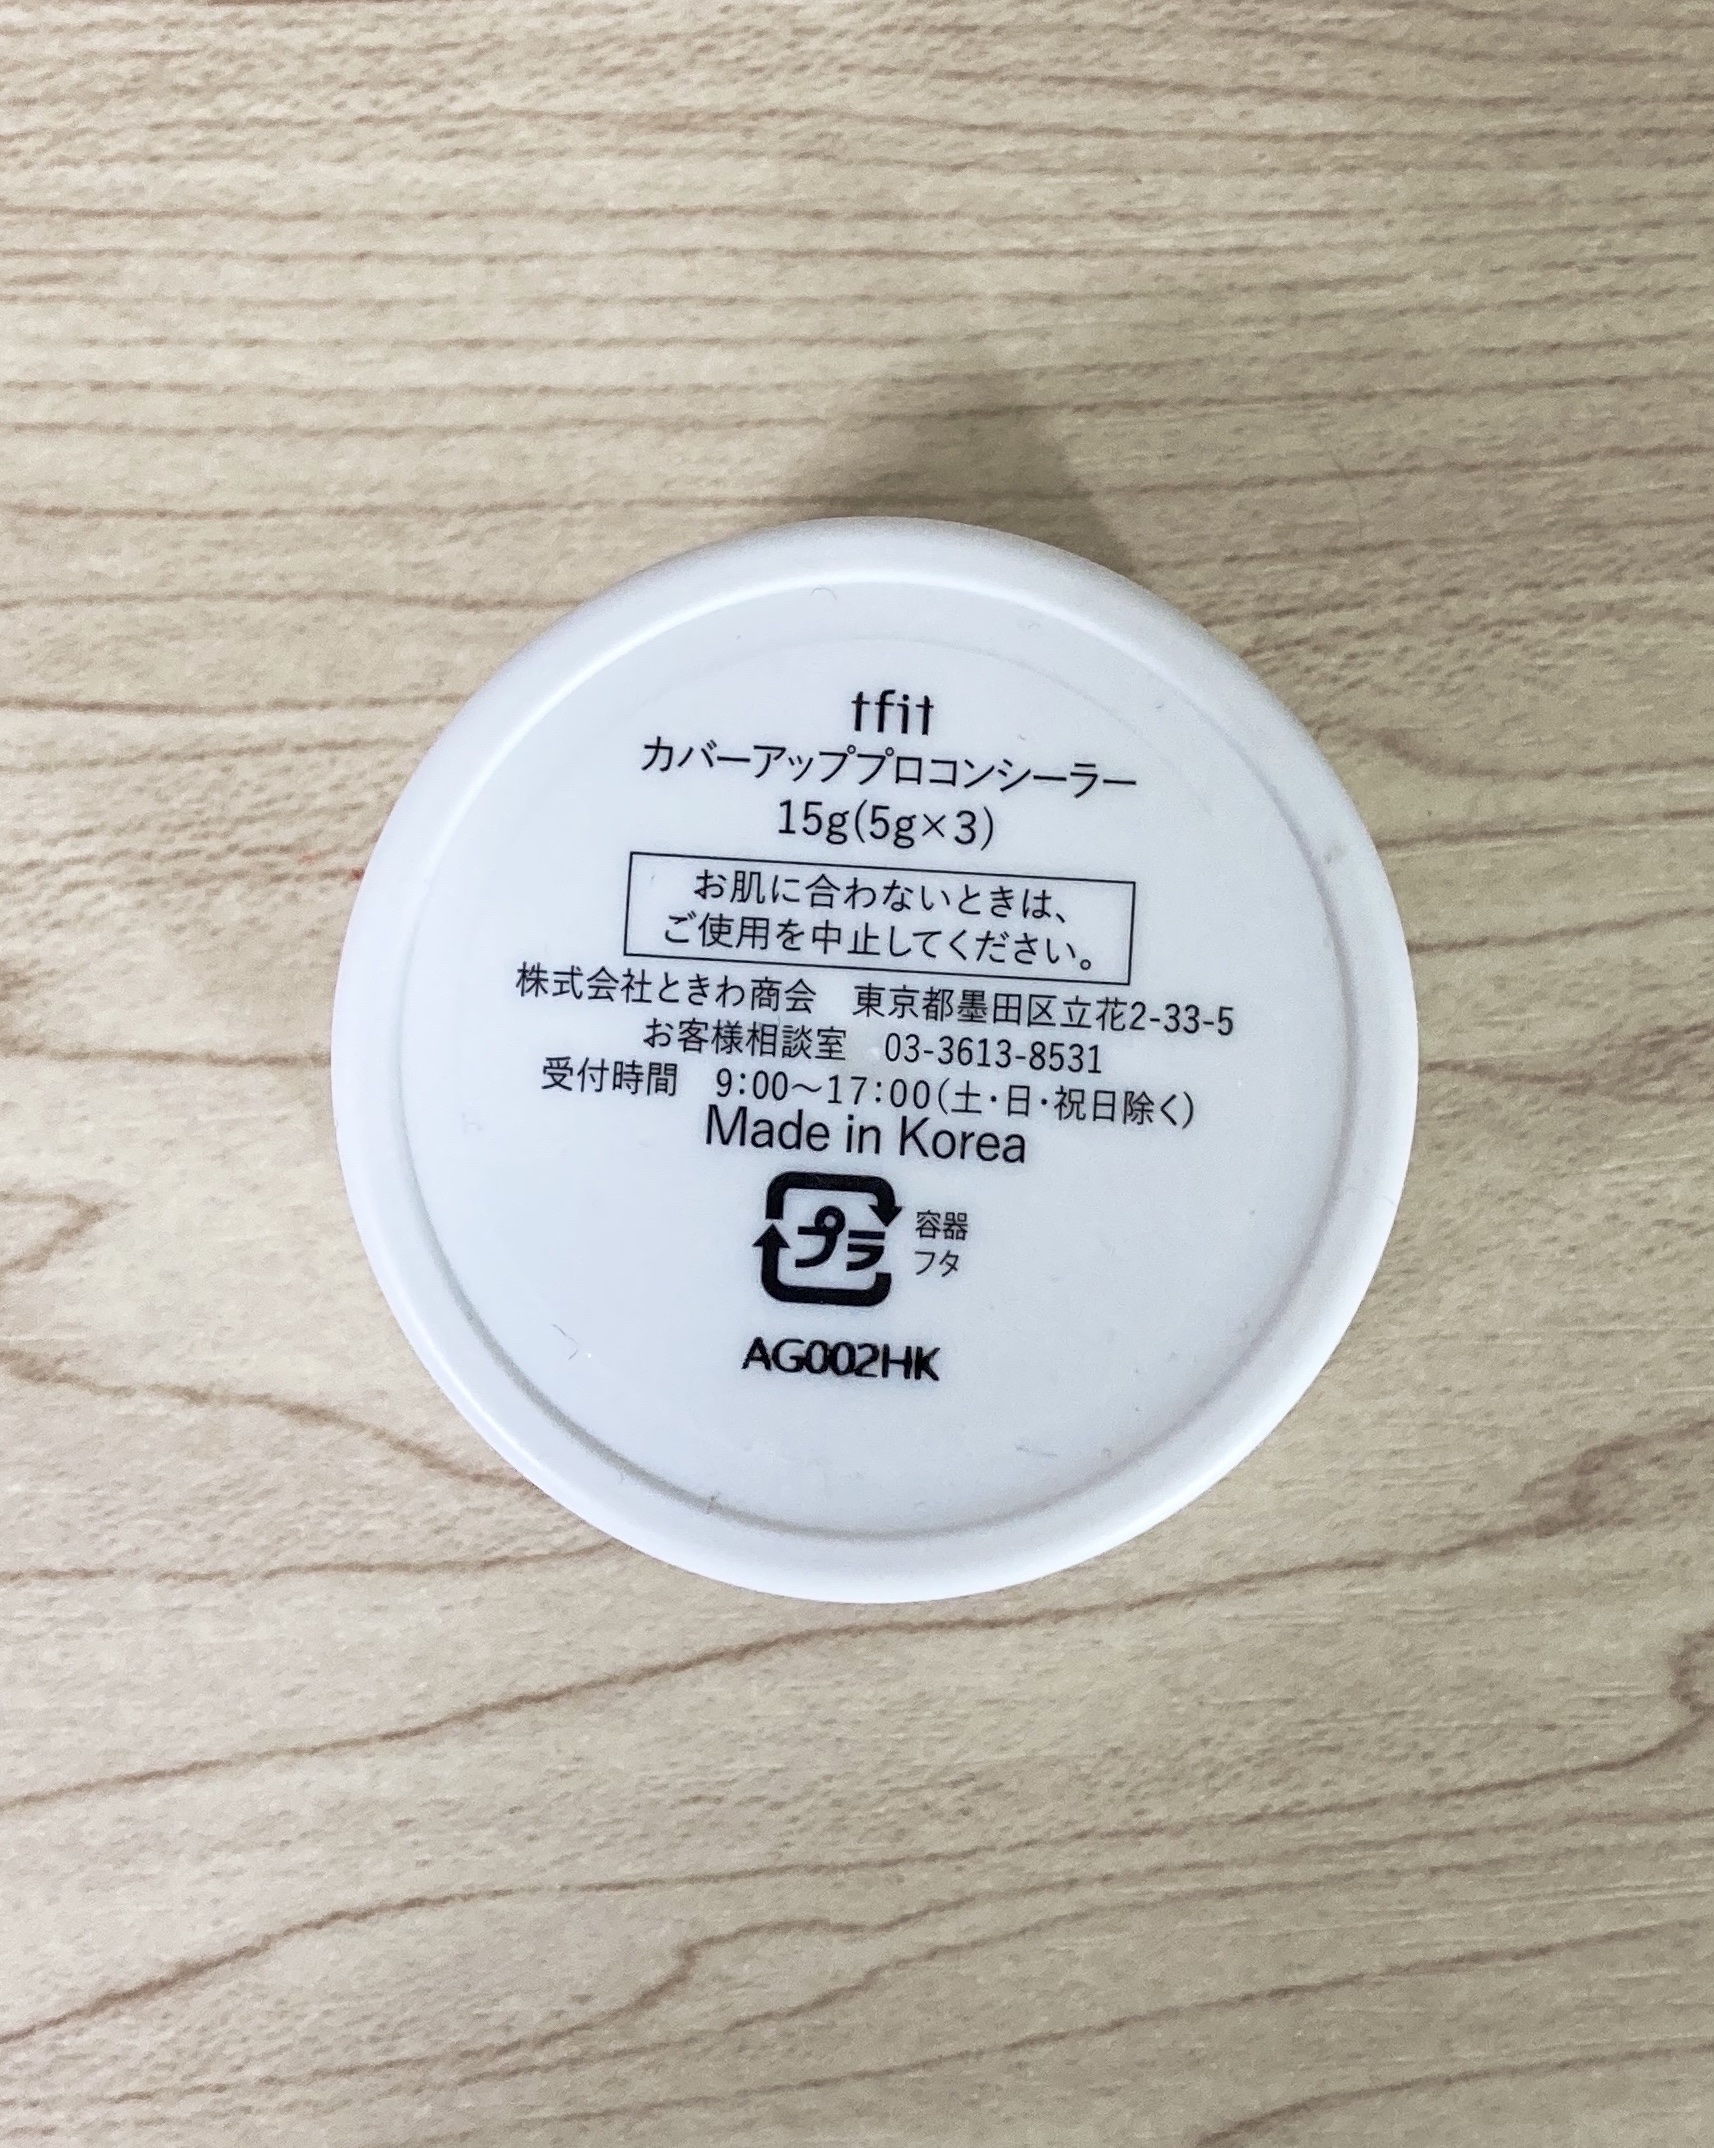 tfit
カバーアッププロコンシーラー
15g(5g×3)
お肌に合わないときは、
ご使用を中止してください。
株式会社ときわ商会　東京都墨田区立花2-33-5
お客様相談室　03-3613-8531
受付時間　9:00～17:00(土・日・祝日除く)
Made in Korea
プラ 容器
フタ
AG002HK